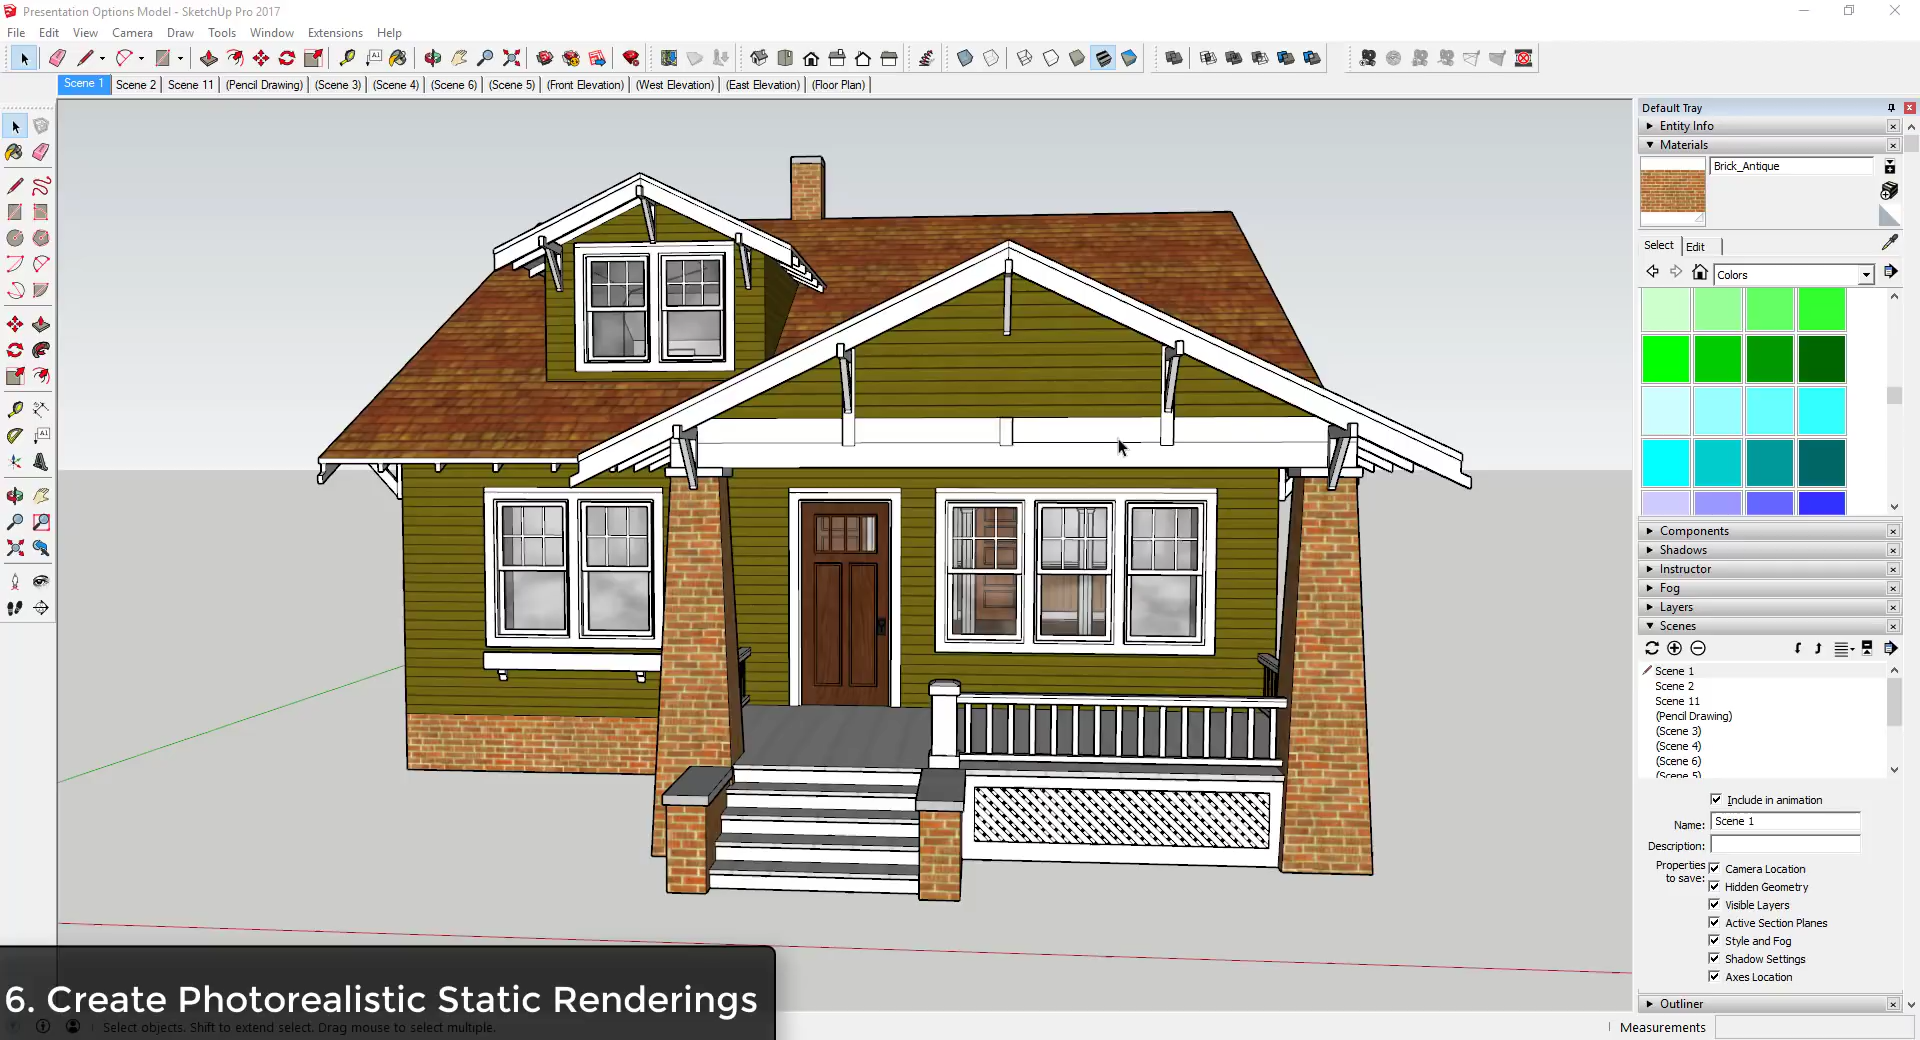 Presentation Options Model - SketchUp Pro 2017
File Edit View Camera Draw Tools Window Extensions Help
Scene 1 Scene 2 Scene 11 (Pencil Drawing) (Scene 3) (Scene 4) (Scene 6) (Scene 5) (Front Elevation) (West Elevation) (East Elevation) (Floor Plan)
Default Tray
Entity Info
Materials
Brick_Antique
Select Edit
Colors
Components
Shadows
Instructor
Fog
Layers
Scenes
Scene 1
Scene 2
Scene 11
(Pencil Drawing)
(Scene 3)
(Scene 4)
(Scene 6)
(Scene 5)
Include in animation
Name: Scene 1
Description:
Properties to save:
Camera Location
Hidden Geometry
Visible Layers
Active Section Planes
Style and Fog
Shadow Settings
Axes Location
Outliner
6. Create Photorealistic Static Renderings
Select objects. Shift to extend select. Drag mouse to select multiple.
Measurements